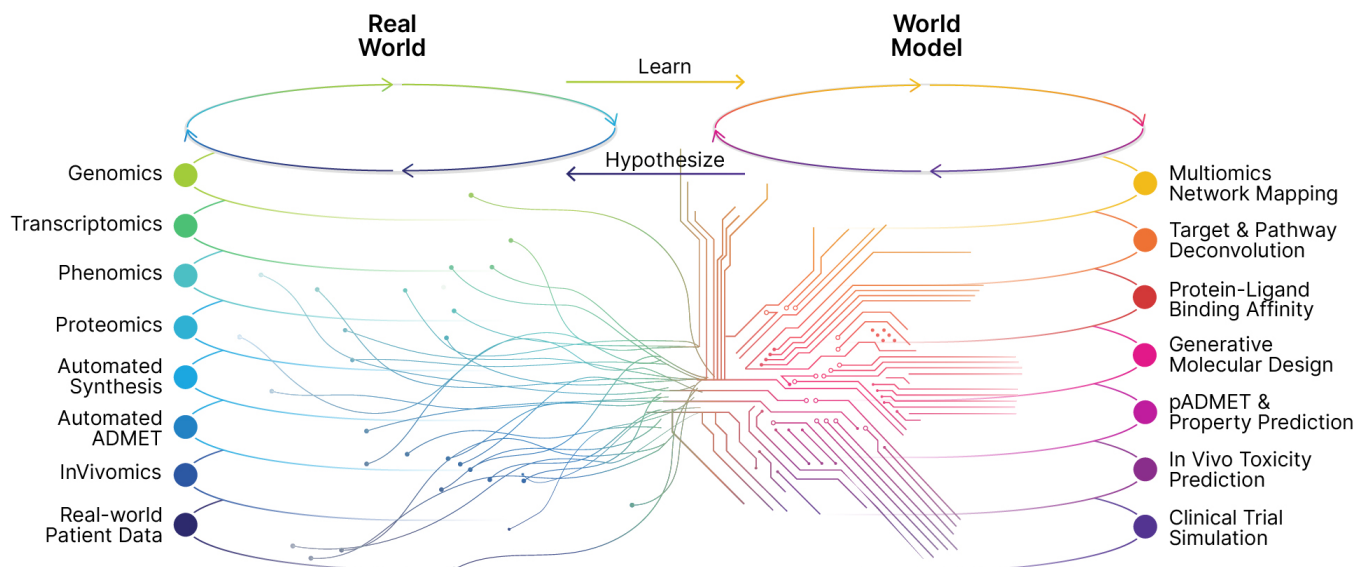 Real
World
World
Model
Learn
Hypothesize
Genomics
Transcriptomics
Phenomics
Proteomics
Automated
Synthesis
Automated
ADMET
InVivomics
Real-world
Patient Data
Multiomics
Network Mapping
Target & Pathway
Deconvolution
Protein-Ligand
Binding Affinity
Generative
Molecular Design
pADMET &
Property Prediction
In Vivo Toxicity
Prediction
Clinical Trial
Simulation